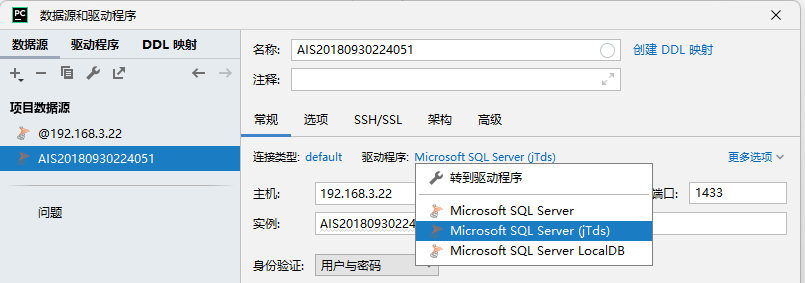 PC 数据源和驱动程序
数据源 驱动程序 DDL 映射
名称: AIS20180930224051 创建 DDL 映射
注释:
项目数据源
@192.168.3.22
AIS20180930224051
问题
常规 选项 SSH/SSL 架构 高级
连接类型: default 驱动程序: Microsoft SQL Server (jTds) 更多选项
转到驱动程序
主机: 192.168.3.22 端口: 1433
Microsoft SQL Server
实例: AIS20180930224
Microsoft SQL Server (jTds)
Microsoft SQL Server LocalDB
身份验证: 用户与密码